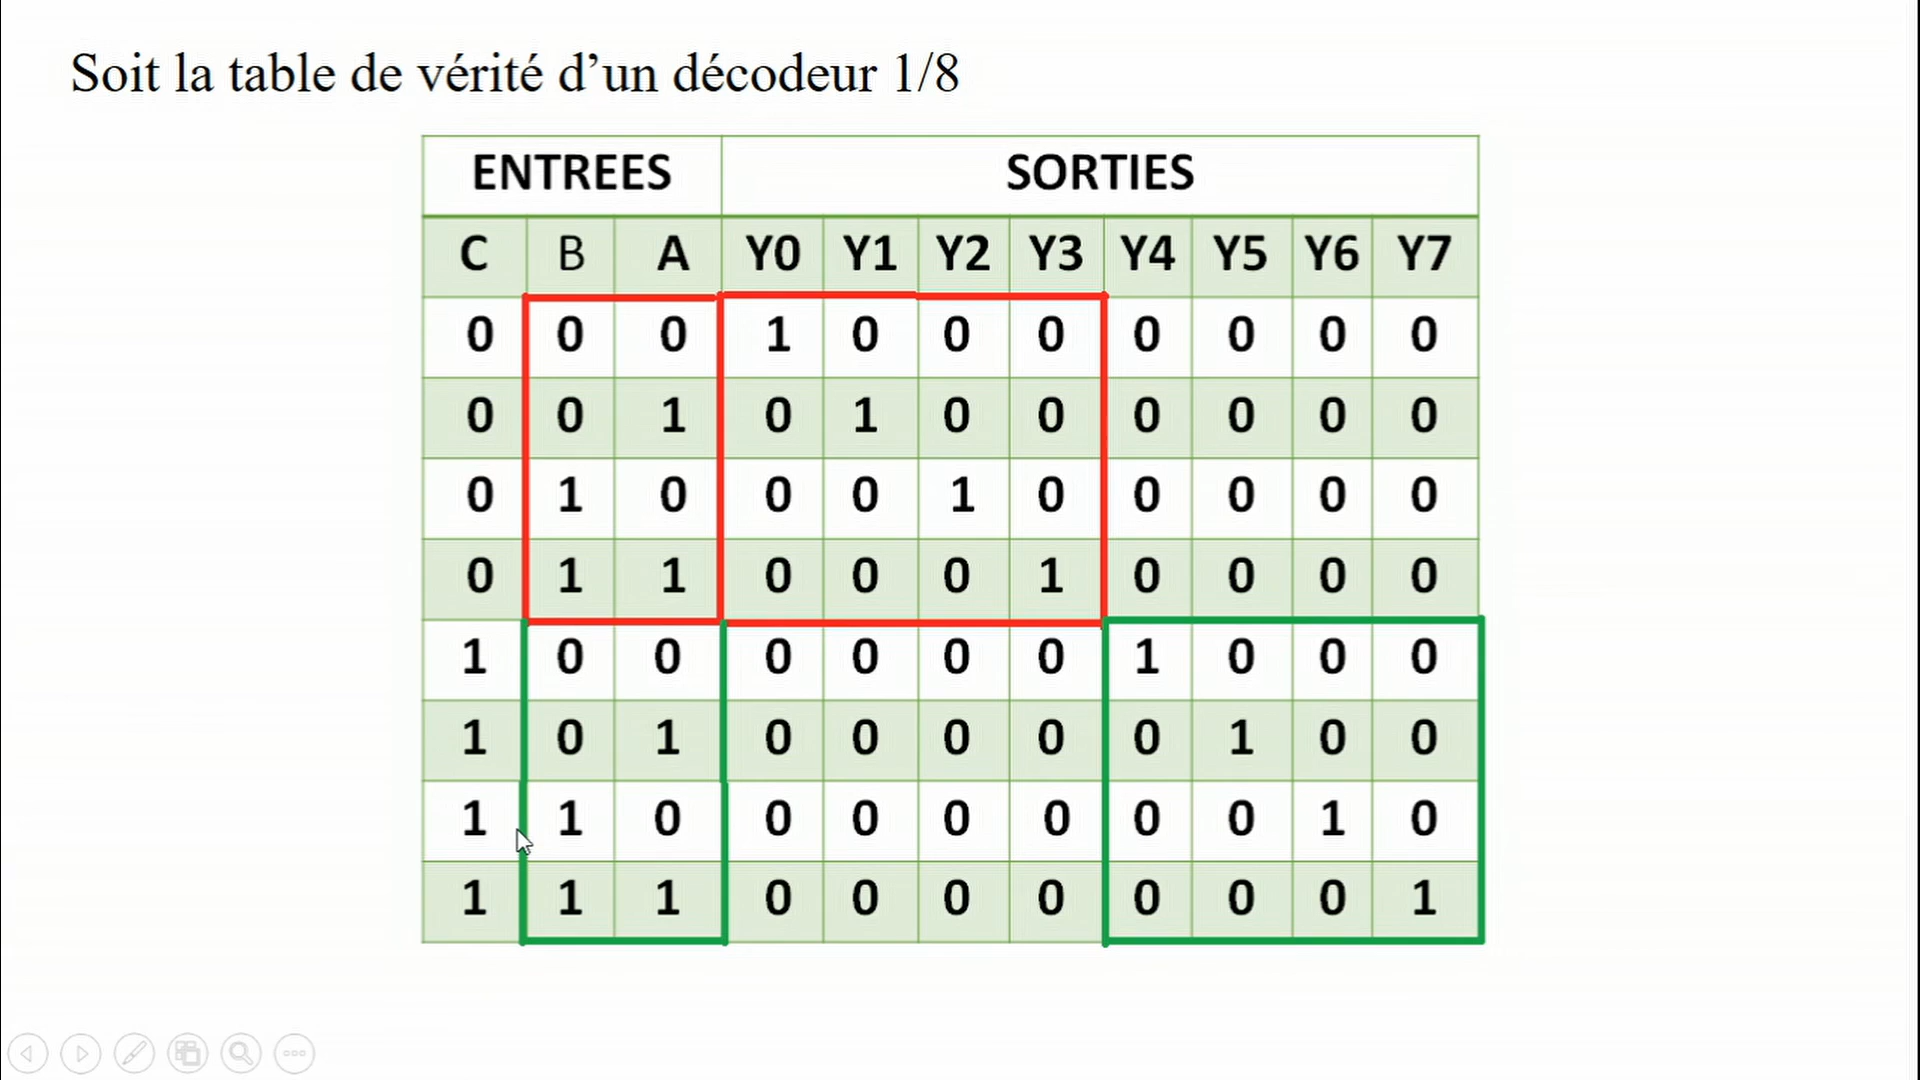 Soit la table de vérité d’un décodeur 1/8
ENTREES SORTIES
C B A Y0 Y1 Y2 Y3 Y4 Y5 Y6 Y7
0 0 0 1 0 0 0 0 0 0 0
0 0 1 0 1 0 0 0 0 0 0
0 1 0 0 0 1 0 0 0 0 0
0 1 1 0 0 0 1 0 0 0 0
1 0 0 0 0 0 0 1 0 0 0
1 0 1 0 0 0 0 0 1 0 0
1 1 0 0 0 0 0 0 0 1 0
1 1 1 0 0 0 0 0 0 0 1